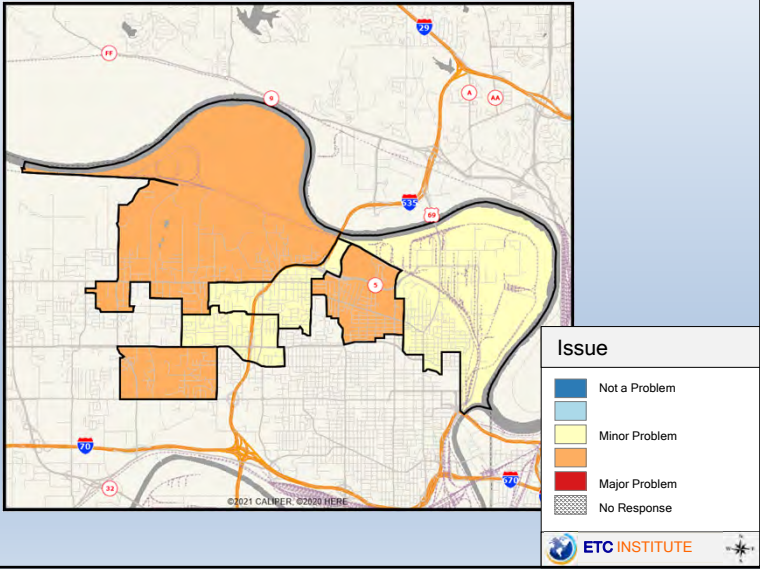 29
FF
9
A
AA
635
69
5
70
32
670
©2021 CALIPER; ©2020 HERE
Issue
Not a Problem
Minor Problem
Major Problem
No Response
ETC INSTITUTE